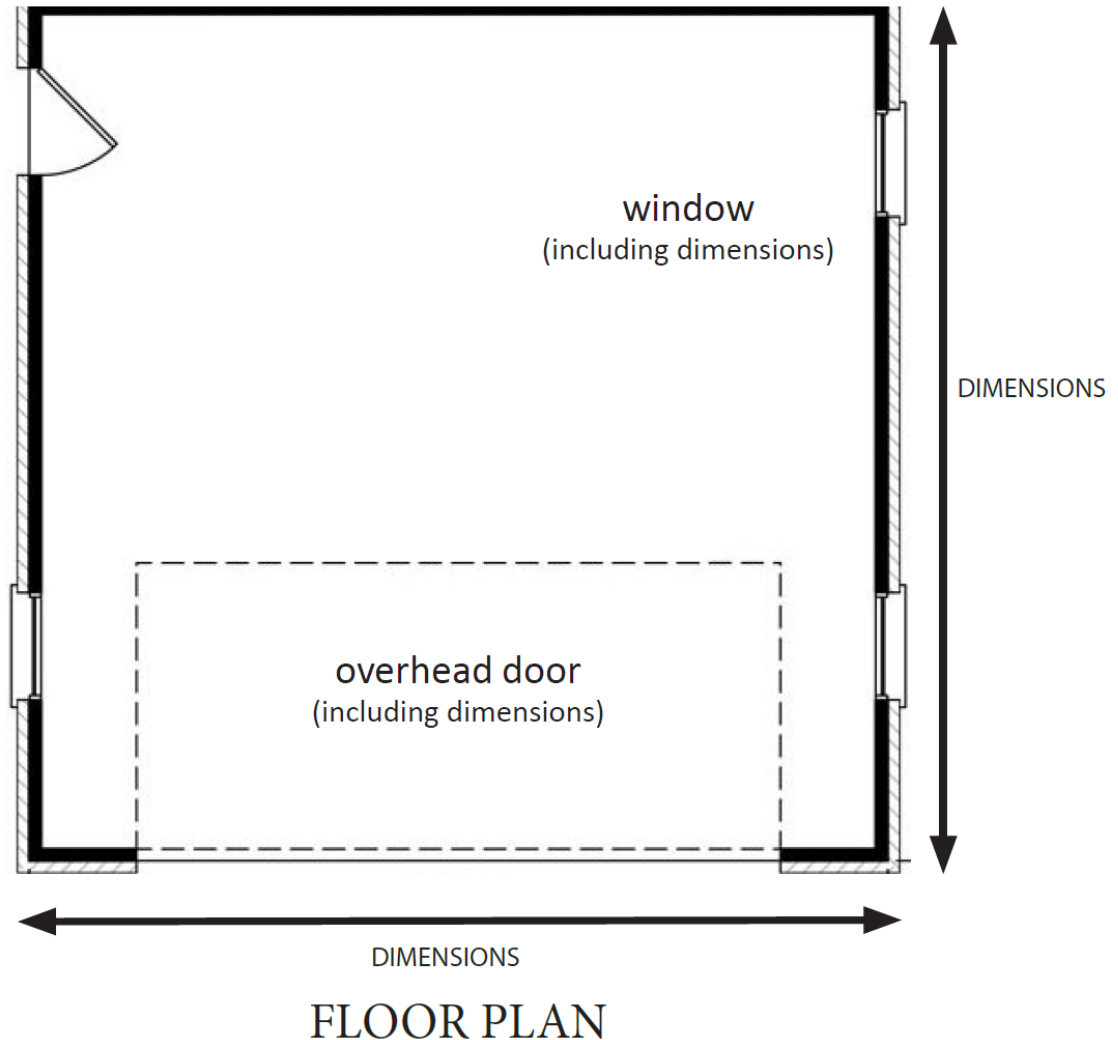 window
(including dimensions)
DIMENSIONS
overhead door
(including dimensions)
DIMENSIONS
FLOOR PLAN